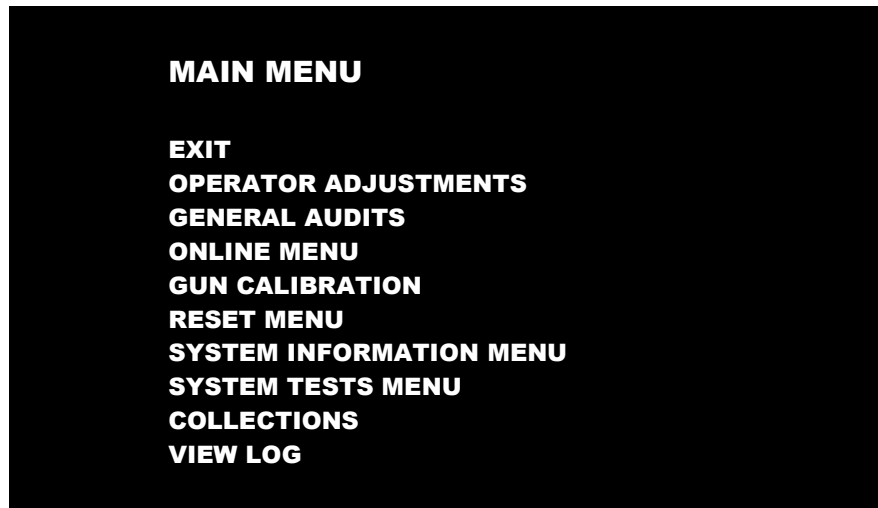 MAIN MENU
EXIT
OPERATOR ADJUSTMENTS
GENERAL AUDITS
ONLINE MENU
GUN CALIBRATION
RESET MENU
SYSTEM INFORMATION MENU
SYSTEM TESTS MENU
COLLECTIONS
VIEW LOG